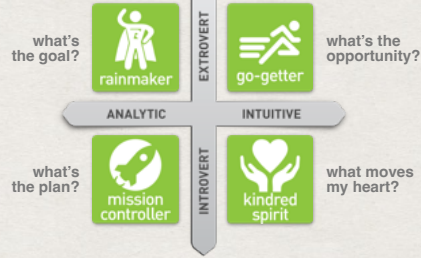 what's
the goal?
rainmaker
EXTROVERT
go-getter
what's the
opportunity?
ANALYTIC
INTUITIVE
what's
the plan?
mission
controller
INTROVERT
kindred
spirit
what moves
my heart?